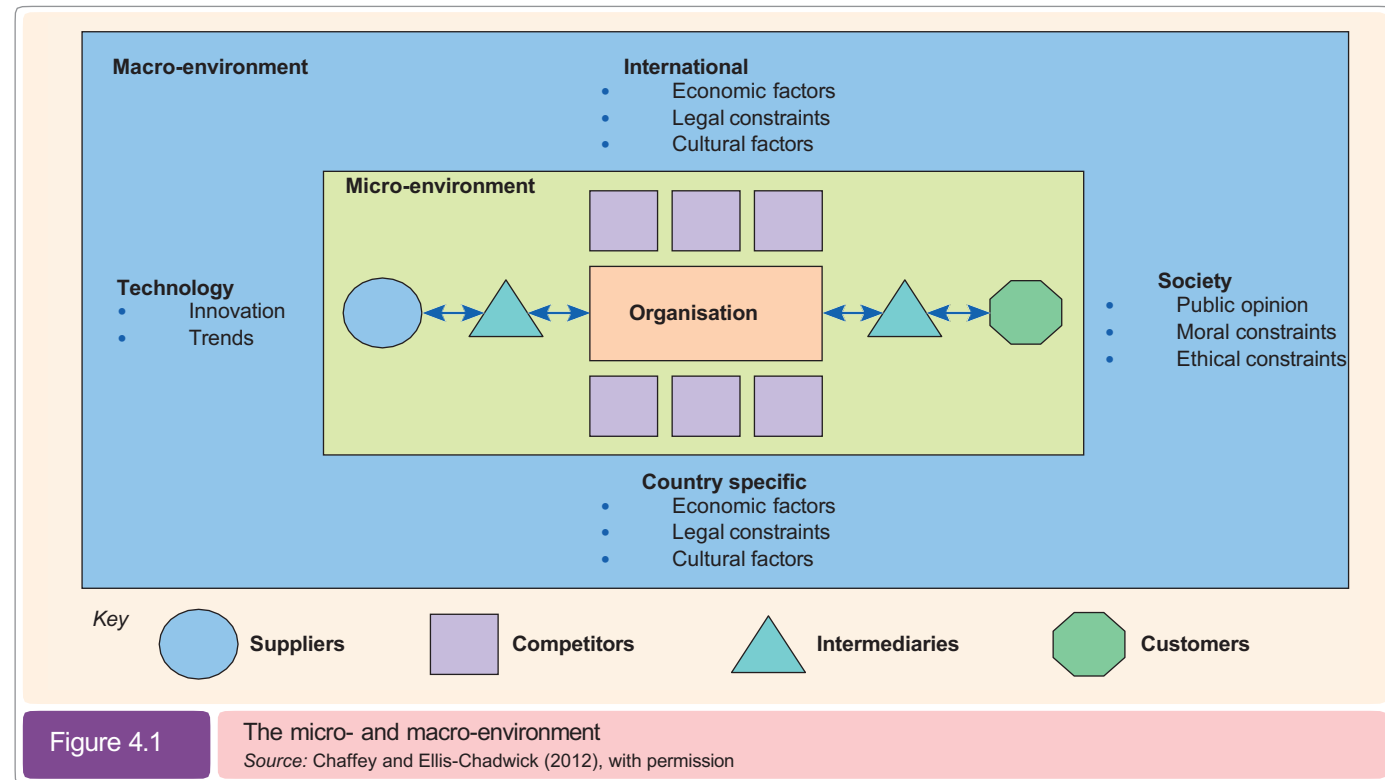 Macro-environment
International
• Economic factors
• Legal constraints
• Cultural factors
Micro-environment
Technology
• Innovation
• Trends
Organisation
Society
• Public opinion
• Moral constraints
• Ethical constraints
Country specific
• Economic factors
• Legal constraints
• Cultural factors
Key
Suppliers
Competitors
Intermediaries
Customers
Figure 4.1
The micro- and macro-environment
Source: Chaffey and Ellis-Chadwick (2012), with permission